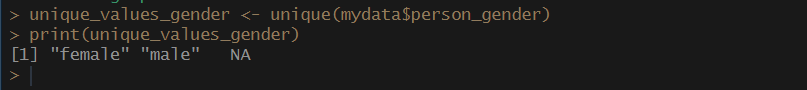 > unique_values_gender <- unique(mydata$person_gender)
> print(unique_values_gender)
[1] "female" "male"   NA
>